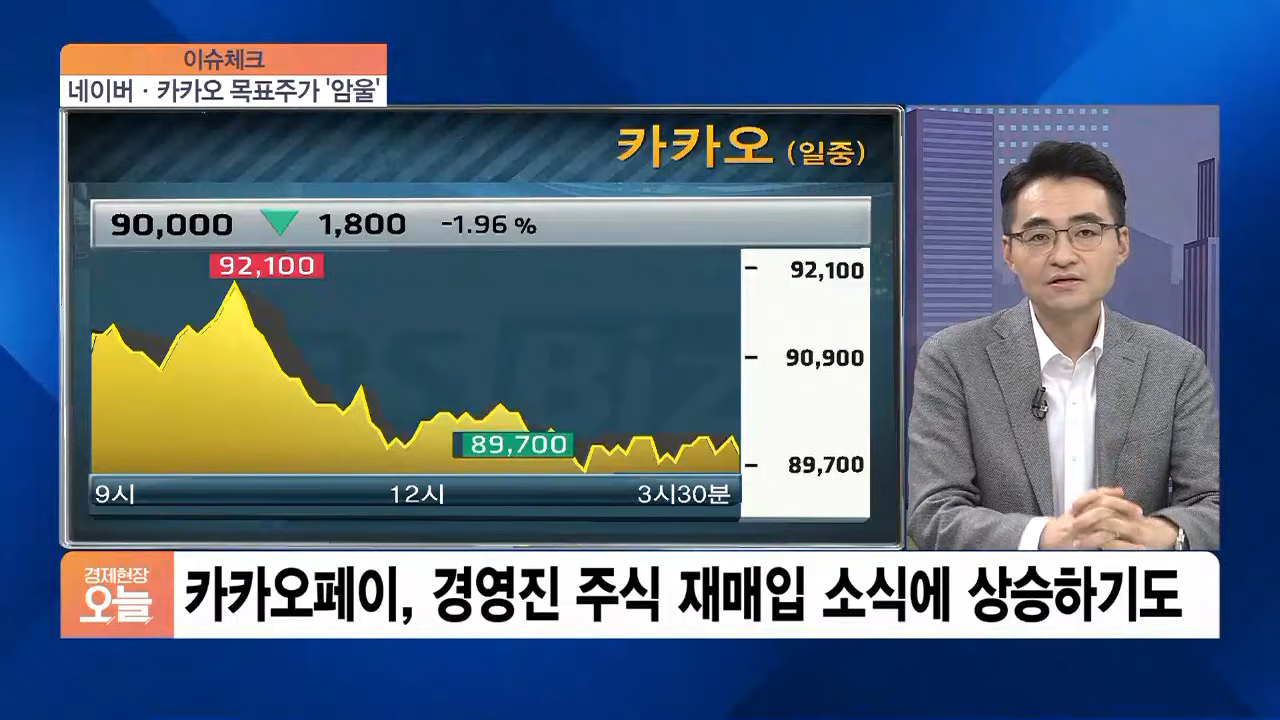 이슈체크
네이버·카카오 목표주가 '암울'
카카오 (일중)
90,000 ▼ 1,800 -1.96 %
92,100
92,100
90,900
89,700
89,700
9시 12시 3시30분
경제현장
오늘
카카오페이, 경영진 주식 재매입 소식에 상승하기도